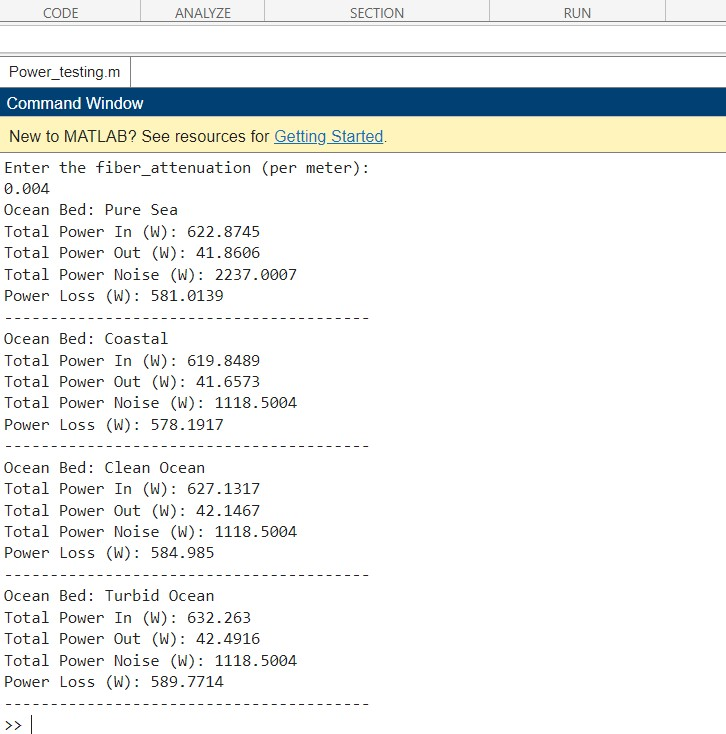 CODE ANALYZE SECTION RUN
Power_testing.m
Command Window
New to MATLAB? See resources for Getting Started.
Enter the fiber_attenuation (per meter):
0.004
Ocean Bed: Pure Sea
Total Power In (W): 622.8745
Total Power Out (W): 41.8606
Total Power Noise (W): 2237.0007
Power Loss (W): 581.0139
----------------------------------------
Ocean Bed: Coastal
Total Power In (W): 619.8489
Total Power Out (W): 41.6573
Total Power Noise (W): 1118.5004
Power Loss (W): 578.1917
----------------------------------------
Ocean Bed: Clean Ocean
Total Power In (W): 627.1317
Total Power Out (W): 42.1467
Total Power Noise (W): 1118.5004
Power Loss (W): 584.985
----------------------------------------
Ocean Bed: Turbid Ocean
Total Power In (W): 632.263
Total Power Out (W): 42.4916
Total Power Noise (W): 1118.5004
Power Loss (W): 589.7714
----------------------------------------
>>